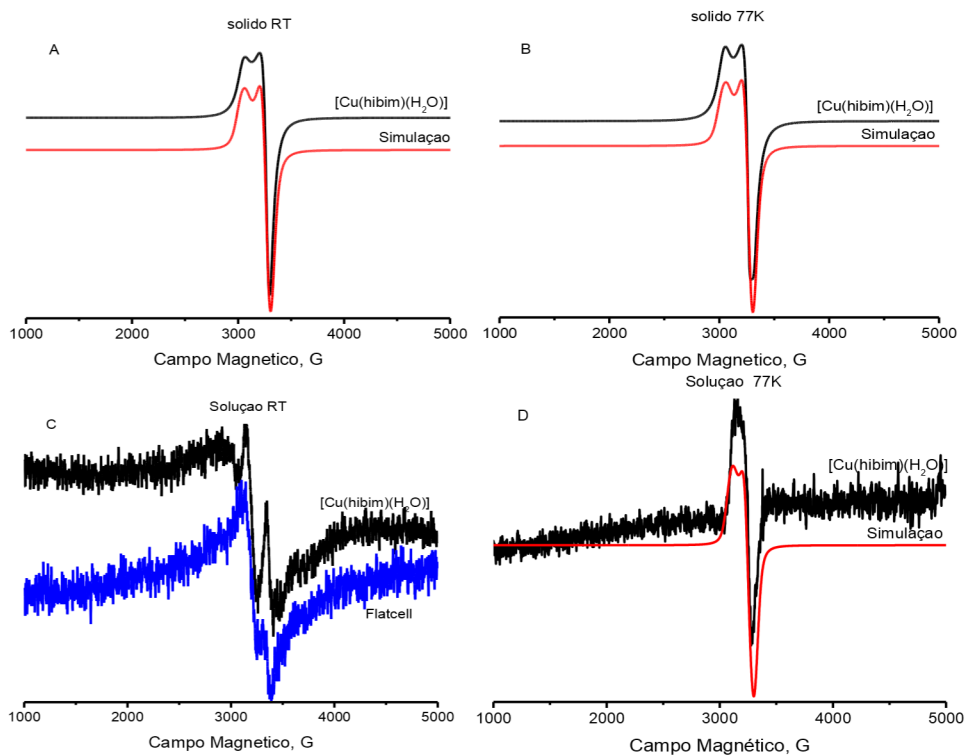 solido RT
A
[Cu(hibim)(H₂O)]
Simulaçao
1000 2000 3000 4000 5000
Campo Magnetico, G
solido 77K
B
[Cu(hibim)(H₂O)]
Simulaçao
1000 2000 3000 4000 5000
Campo Magnetico, G
Soluçao RT
C
[Cu(hibim)(H₂O)]
Flatcell
1000 2000 3000 4000 5000
Campo Magnetico, G
Soluçao 77K
D
[Cu(hibim)(H₂O)]
Simulaçao
1000 2000 3000 4000 5000
Campo Magnético, G